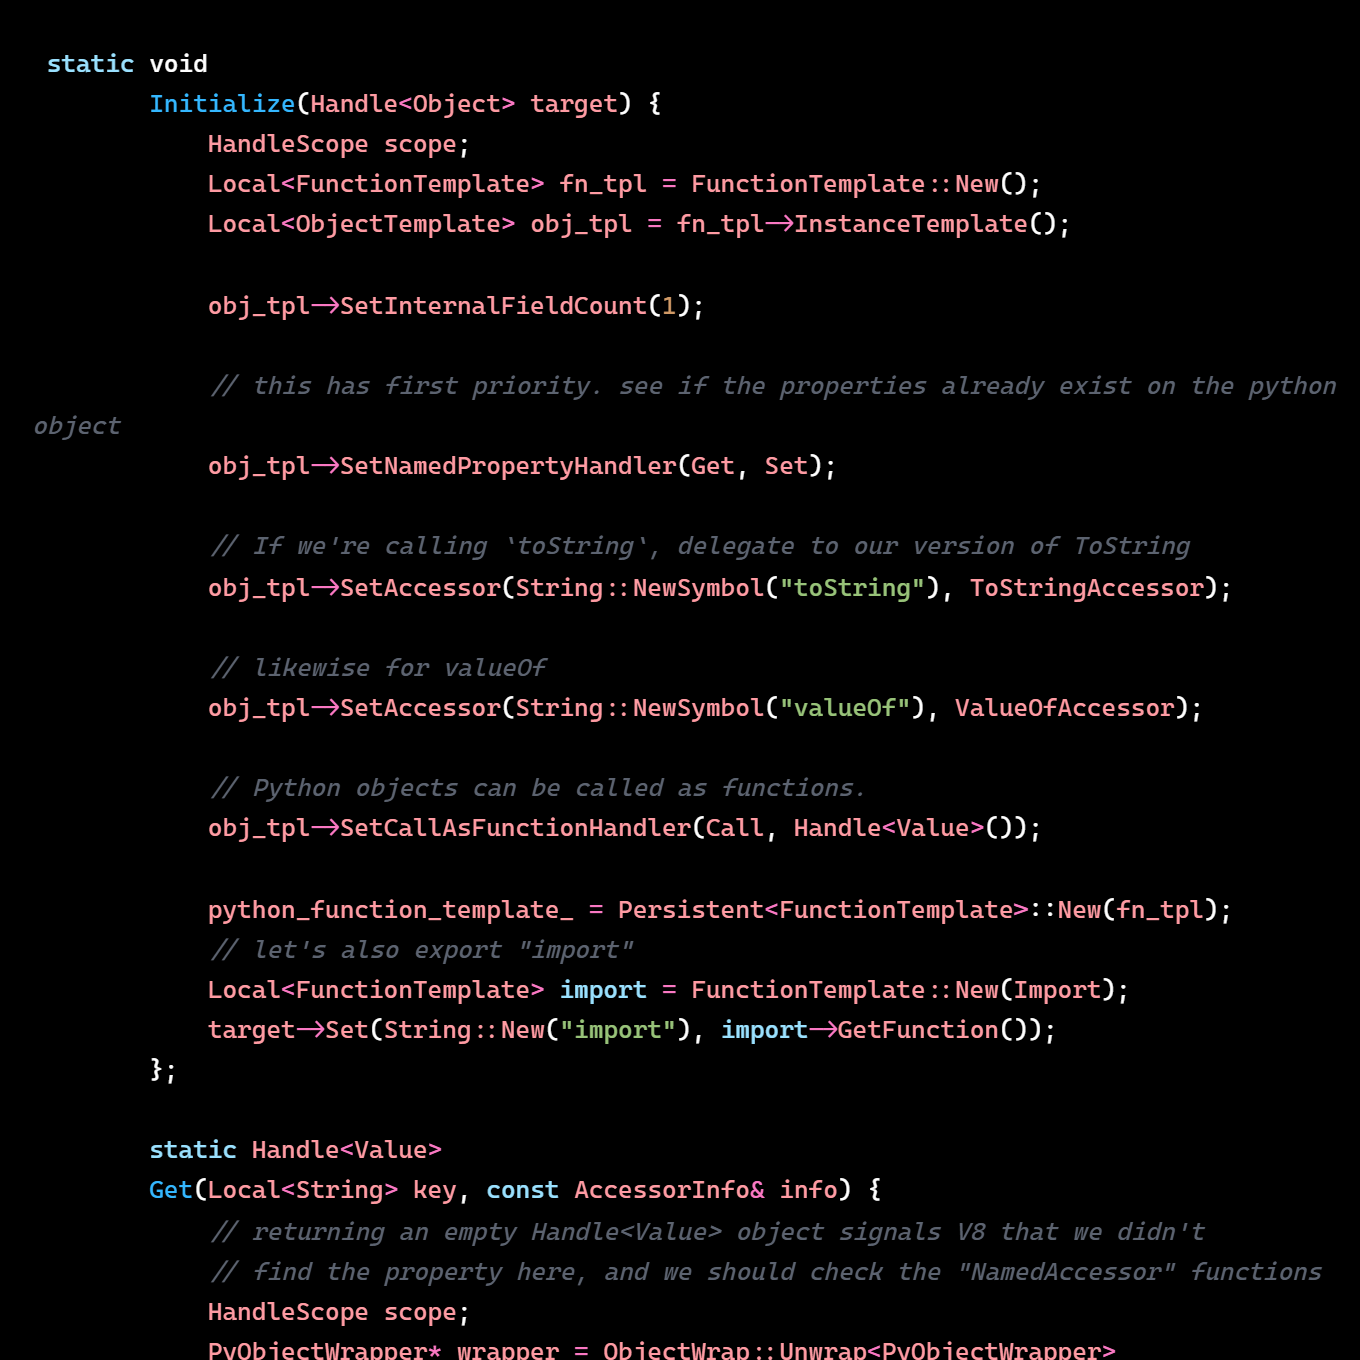 static void
Initialize(Handle<Object> target) {
HandleScope scope;
Local<FunctionTemplate> fn_tpl = FunctionTemplate::New();
Local<ObjectTemplate> obj_tpl = fn_tpl->InstanceTemplate();
obj_tpl->SetInternalFieldCount(1);
// this has first priority. see if the properties already exist on the python
object
obj_tpl->SetNamedPropertyHandler(Get, Set);
// If we're calling `toString`, delegate to our version of ToString
obj_tpl->SetAccessor(String::NewSymbol("toString"), ToStringAccessor);
// likewise for valueOf
obj_tpl->SetAccessor(String::NewSymbol("valueOf"), ValueOfAccessor);
// Python objects can be called as functions.
obj_tpl->SetCallAsFunctionHandler(Call, Handle<Value>());
python_function_template_ = Persistent<FunctionTemplate>::New(fn_tpl);
// let's also export "import"
Local<FunctionTemplate> import = FunctionTemplate::New(Import);
target->Set(String::New("import"), import->GetFunction());
};
static Handle<Value>
Get(Local<String> key, const AccessorInfo& info) {
// returning an empty Handle<Value> object signals V8 that we didn't
// find the property here, and we should check the "NamedAccessor" functions
HandleScope scope;
PyObjectWrapper* wrapper = ObjectWrap::Unwrap<PyObjectWrapper>